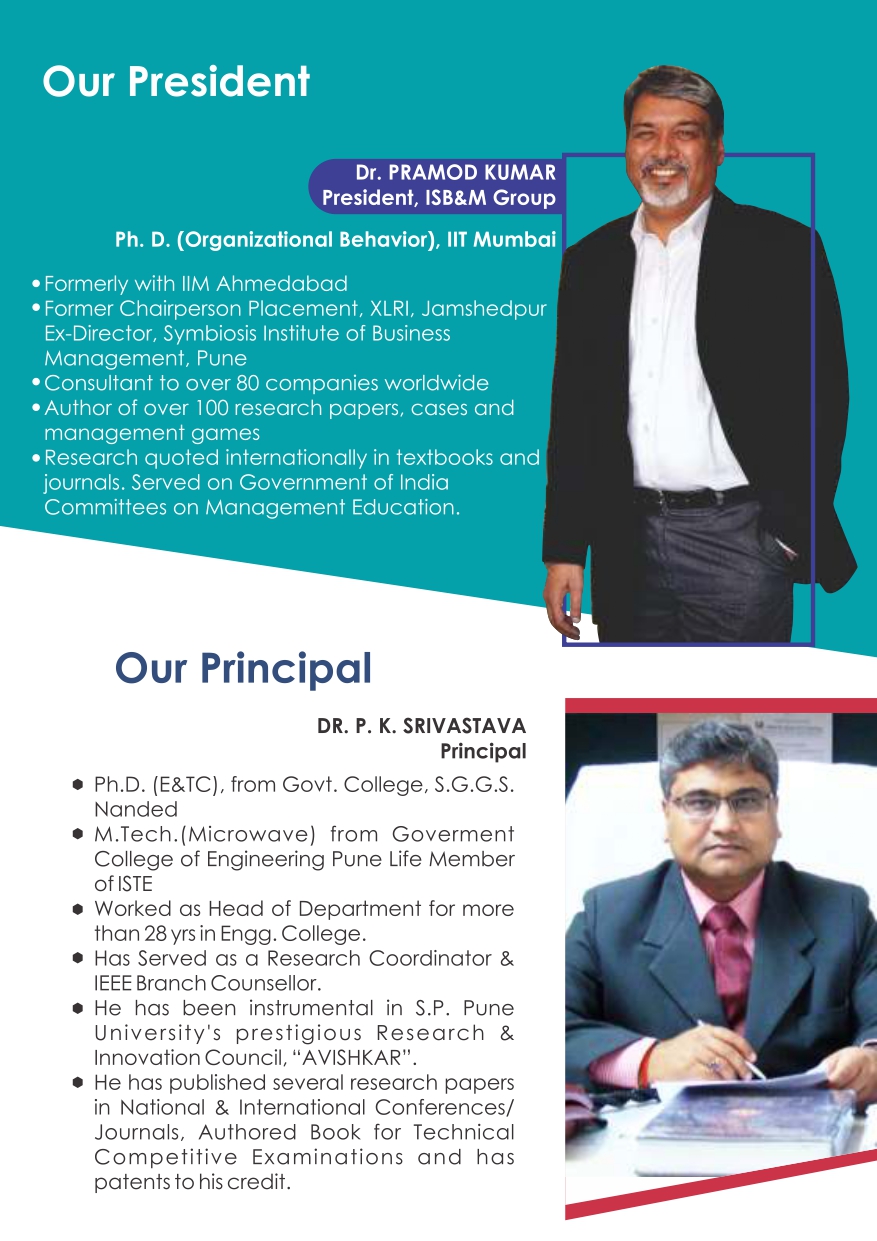 Our President
Dr. PRAMOD KUMAR
President, ISB&M Group
Ph. D. (Organizational Behavior), IIT Mumbai
• Formerly with IIM Ahmedabad
• Former Chairperson Placement, XLRI, Jamshedpur
Ex-Director, Symbiosis Institute of Business
Management, Pune
• Consultant to over 80 companies worldwide
• Author of over 100 research papers, cases and
management games
• Research quoted internationally in textbooks and
journals. Served on Government of India
Committees on Management Education.
Our Principal
DR. P. K. SRIVASTAVA
Principal
• Ph.D. (E&TC), from Govt. College, S.G.G.S.
Nanded
• M.Tech.(Microwave) from Goverment
College of Engineering Pune Life Member
of ISTE
• Worked as Head of Department for more
than 28 yrs in Engg. College.
• Has Served as a Research Coordinator &
IEEE Branch Counsellor.
• He has been instrumental in S.P. Pune
University's prestigious Research &
Innovation Council, “AVISHKAR”.
• He has published several research papers
in National & International Conferences/
Journals, Authored Book for Technical
Competitive Examinations and has
patents to his credit.